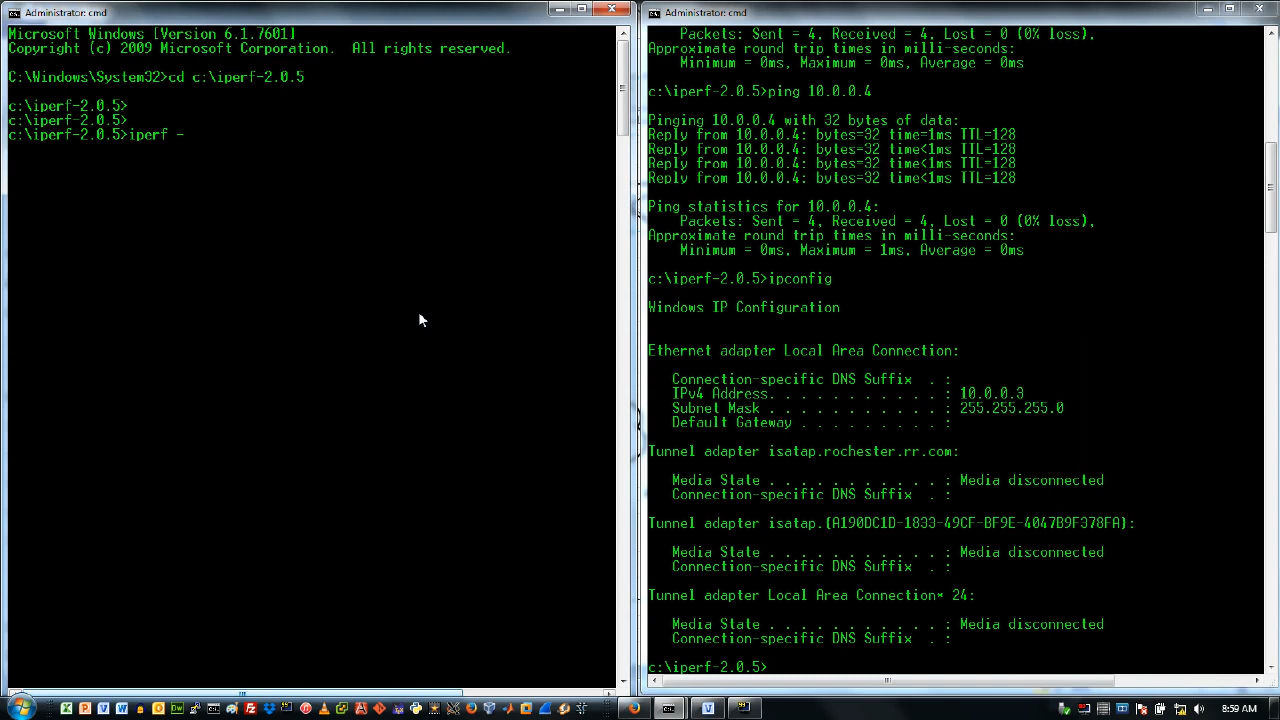 Administrator: cmd
Microsoft Windows [Version 6.1.7601]
Copyright (c) 2009 Microsoft Corporation.  All rights reserved.
C:\Windows\System32>cd c:\iperf-2.0.5
c:\iperf-2.0.5>
c:\iperf-2.0.5>
c:\iperf-2.0.5>iperf -
Administrator: cmd
Packets: Sent = 4, Received = 4, Lost = 0 (0% loss),
Approximate round trip times in milli-seconds:
Minimum = 0ms, Maximum = 0ms, Average = 0ms
c:\iperf-2.0.5>ping 10.0.0.4
Pinging 10.0.0.4 with 32 bytes of data:
Reply from 10.0.0.4: bytes=32 time=1ms TTL=128
Reply from 10.0.0.4: bytes=32 time<1ms TTL=128
Reply from 10.0.0.4: bytes=32 time<1ms TTL=128
Reply from 10.0.0.4: bytes=32 time<1ms TTL=128
Ping statistics for 10.0.0.4:
Packets: Sent = 4, Received = 4, Lost = 0 (0% loss),
Approximate round trip times in milli-seconds:
Minimum = 0ms, Maximum = 1ms, Average = 0ms
c:\iperf-2.0.5>ipconfig
Windows IP Configuration
Ethernet adapter Local Area Connection:
Connection-specific DNS Suffix  . :
IPv4 Address. . . . . . . . . . . : 10.0.0.3
Subnet Mask . . . . . . . . . . . : 255.255.255.0
Default Gateway . . . . . . . . . :
Tunnel adapter isatap.rochester.rr.com:
Media State . . . . . . . . . . . : Media disconnected
Connection-specific DNS Suffix  . :
Tunnel adapter isatap.{A190DC1D-1833-49CF-BF9E-4047B9F378FA}:
Media State . . . . . . . . . . . : Media disconnected
Connection-specific DNS Suffix  . :
Tunnel adapter Local Area Connection* 24:
Media State . . . . . . . . . . . : Media disconnected
Connection-specific DNS Suffix  . :
c:\iperf-2.0.5>
8:59 AM